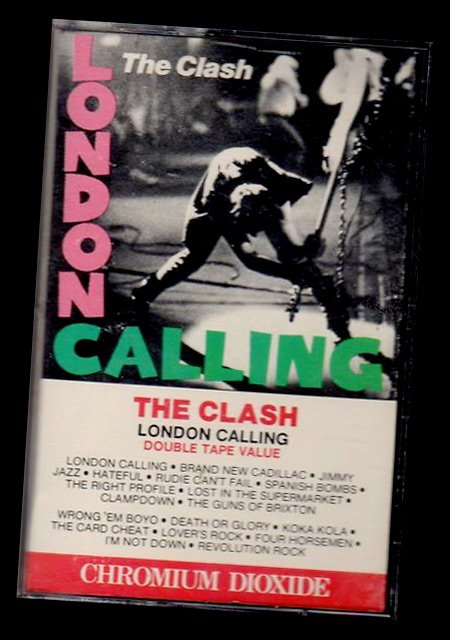 The Clash
LONDON
CALLING
THE CLASH
LONDON CALLING
DOUBLE TAPE VALUE
LONDON CALLING • BRAND NEW CADILLAC • JIMMY
JAZZ • HATEFUL • RUDIE CAN'T FAIL • SPANISH BOMBS •
THE RIGHT PROFILE • LOST IN THE SUPERMARKET •
CLAMPDOWN • THE GUNS OF BRIXTON
WRONG 'EM BOYO • DEATH OR GLORY • KOKA KOLA •
THE CARD CHEAT • LOVER'S ROCK • FOUR HORSEMEN •
I'M NOT DOWN • REVOLUTION ROCK
CHROMIUM DIOXIDE